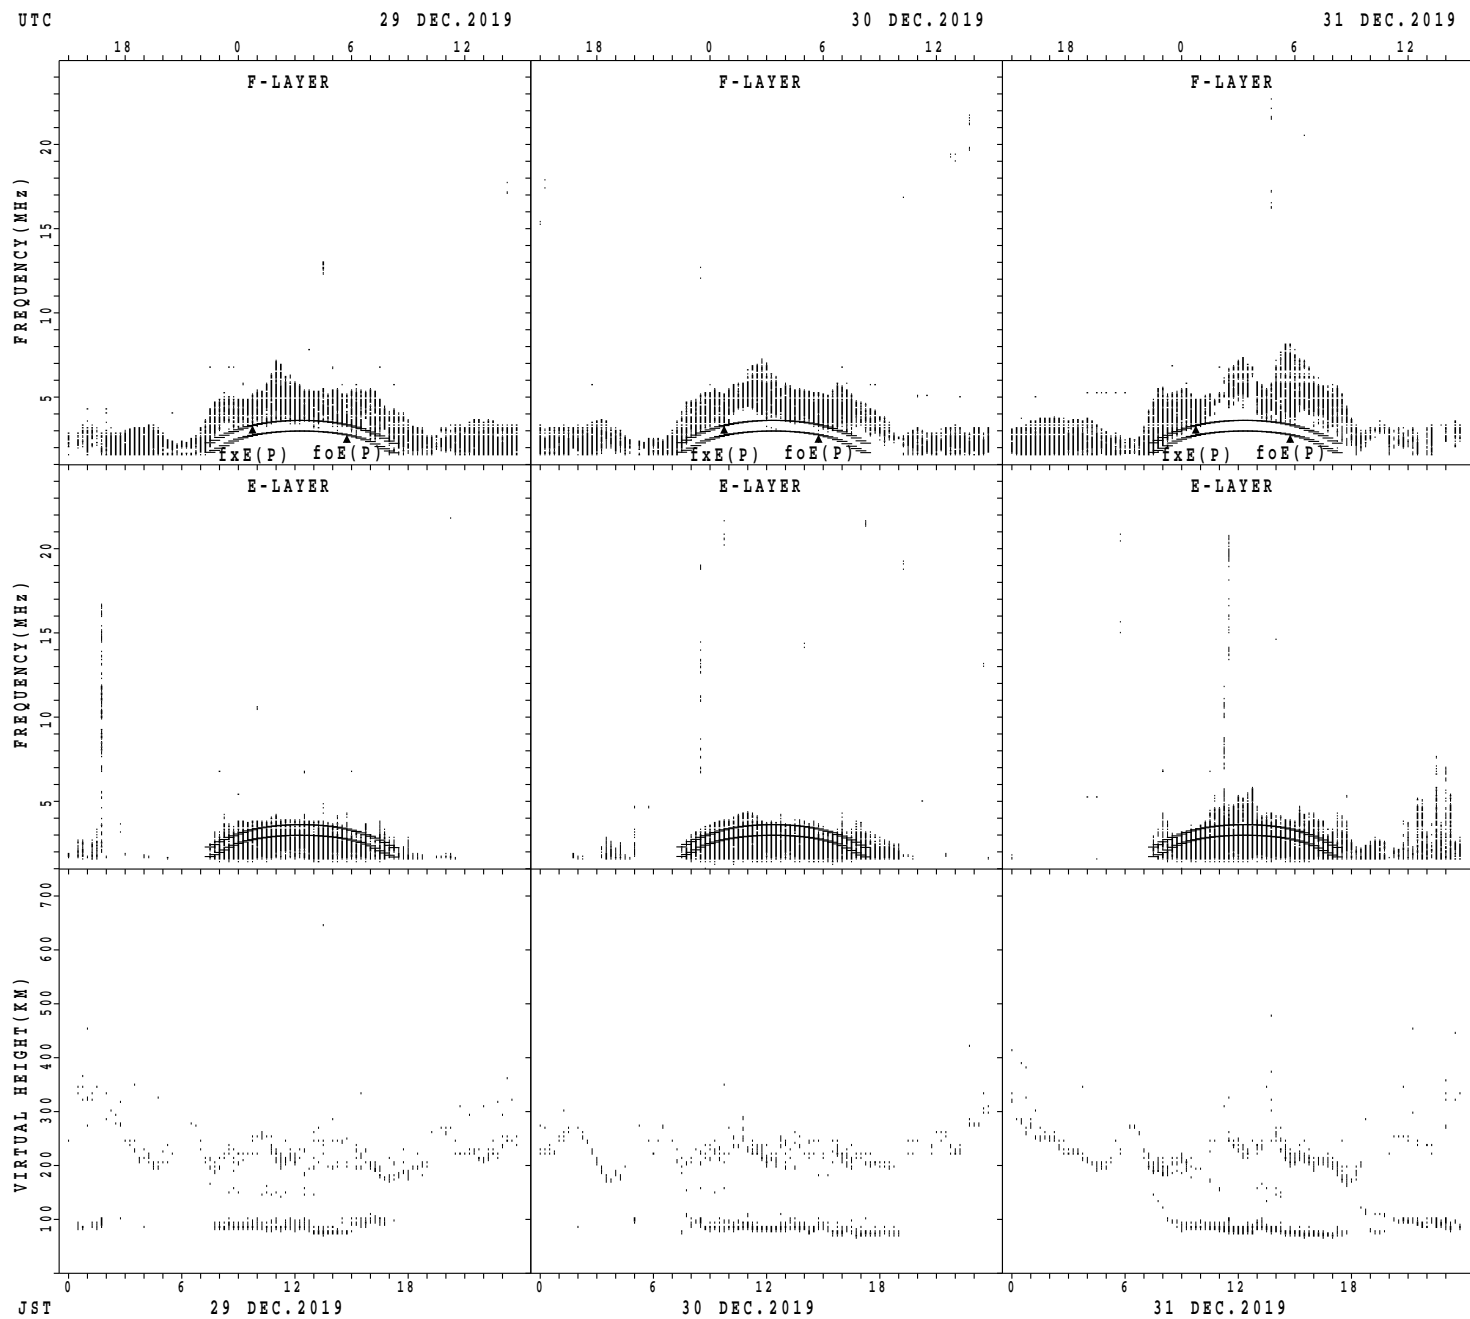 UTC 29 DEC.2019 30 DEC.2019 31 DEC.2019
18 0 6 12 18 0 6 12 18 0 6 12
F-LAYER F-LAYER F-LAYER
FREQUENCY(MHz)
20
15
10
5
fxE(P) foE(P) fxE(P) foE(P) fxE(P) foE(P)
E-LAYER E-LAYER E-LAYER
FREQUENCY(MHz)
20
15
10
5
VIRTUAL HEIGHT(KM)
700
600
500
400
300
200
100
0 6 12 18 0 6 12 18 0 6 12 18
JST 29 DEC.2019 30 DEC.2019 31 DEC.2019